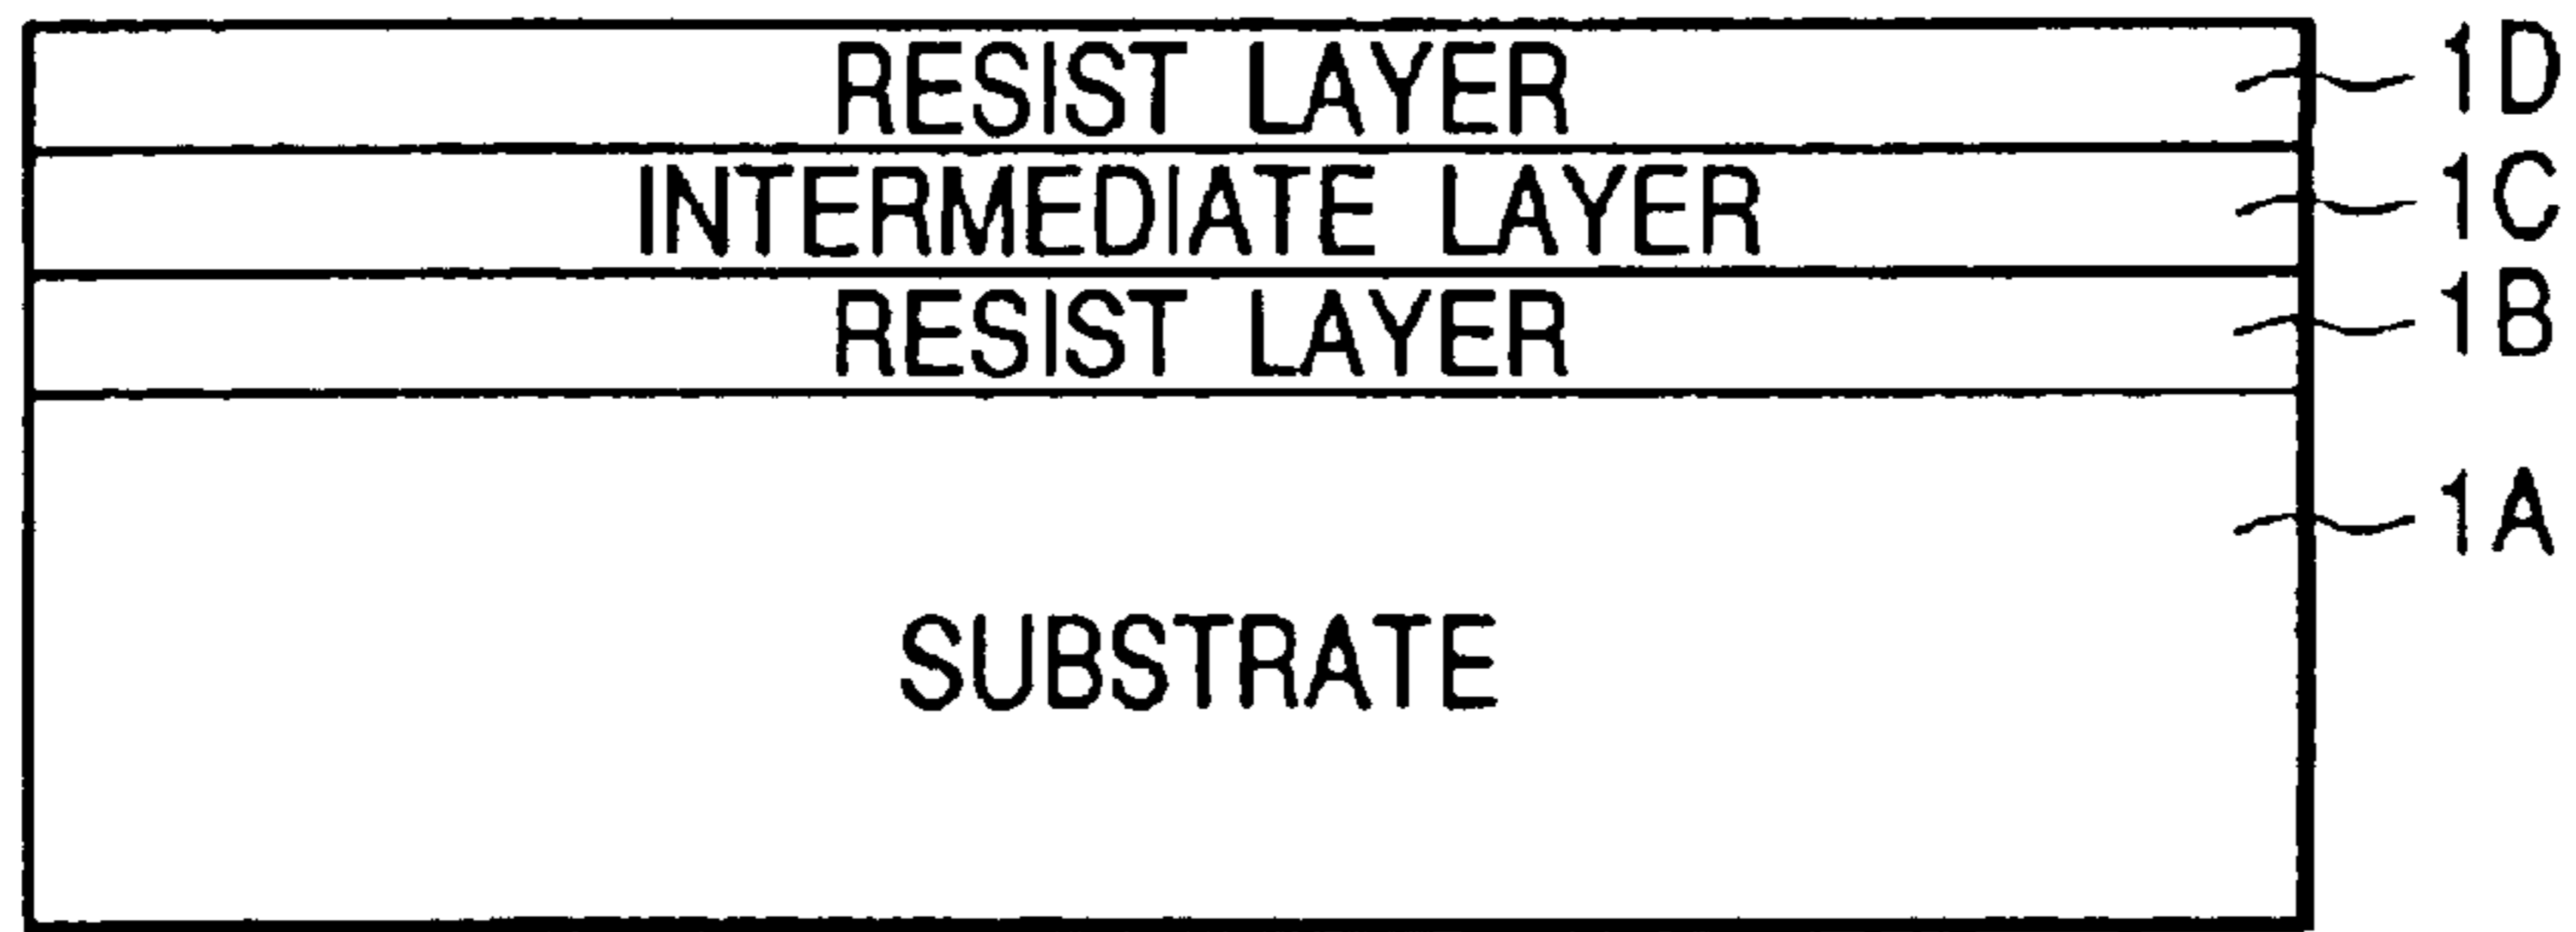 RESIST LAYER 1D
INTERMEDIATE LAYER 1C
RESIST LAYER 1B
1A
SUBSTRATE